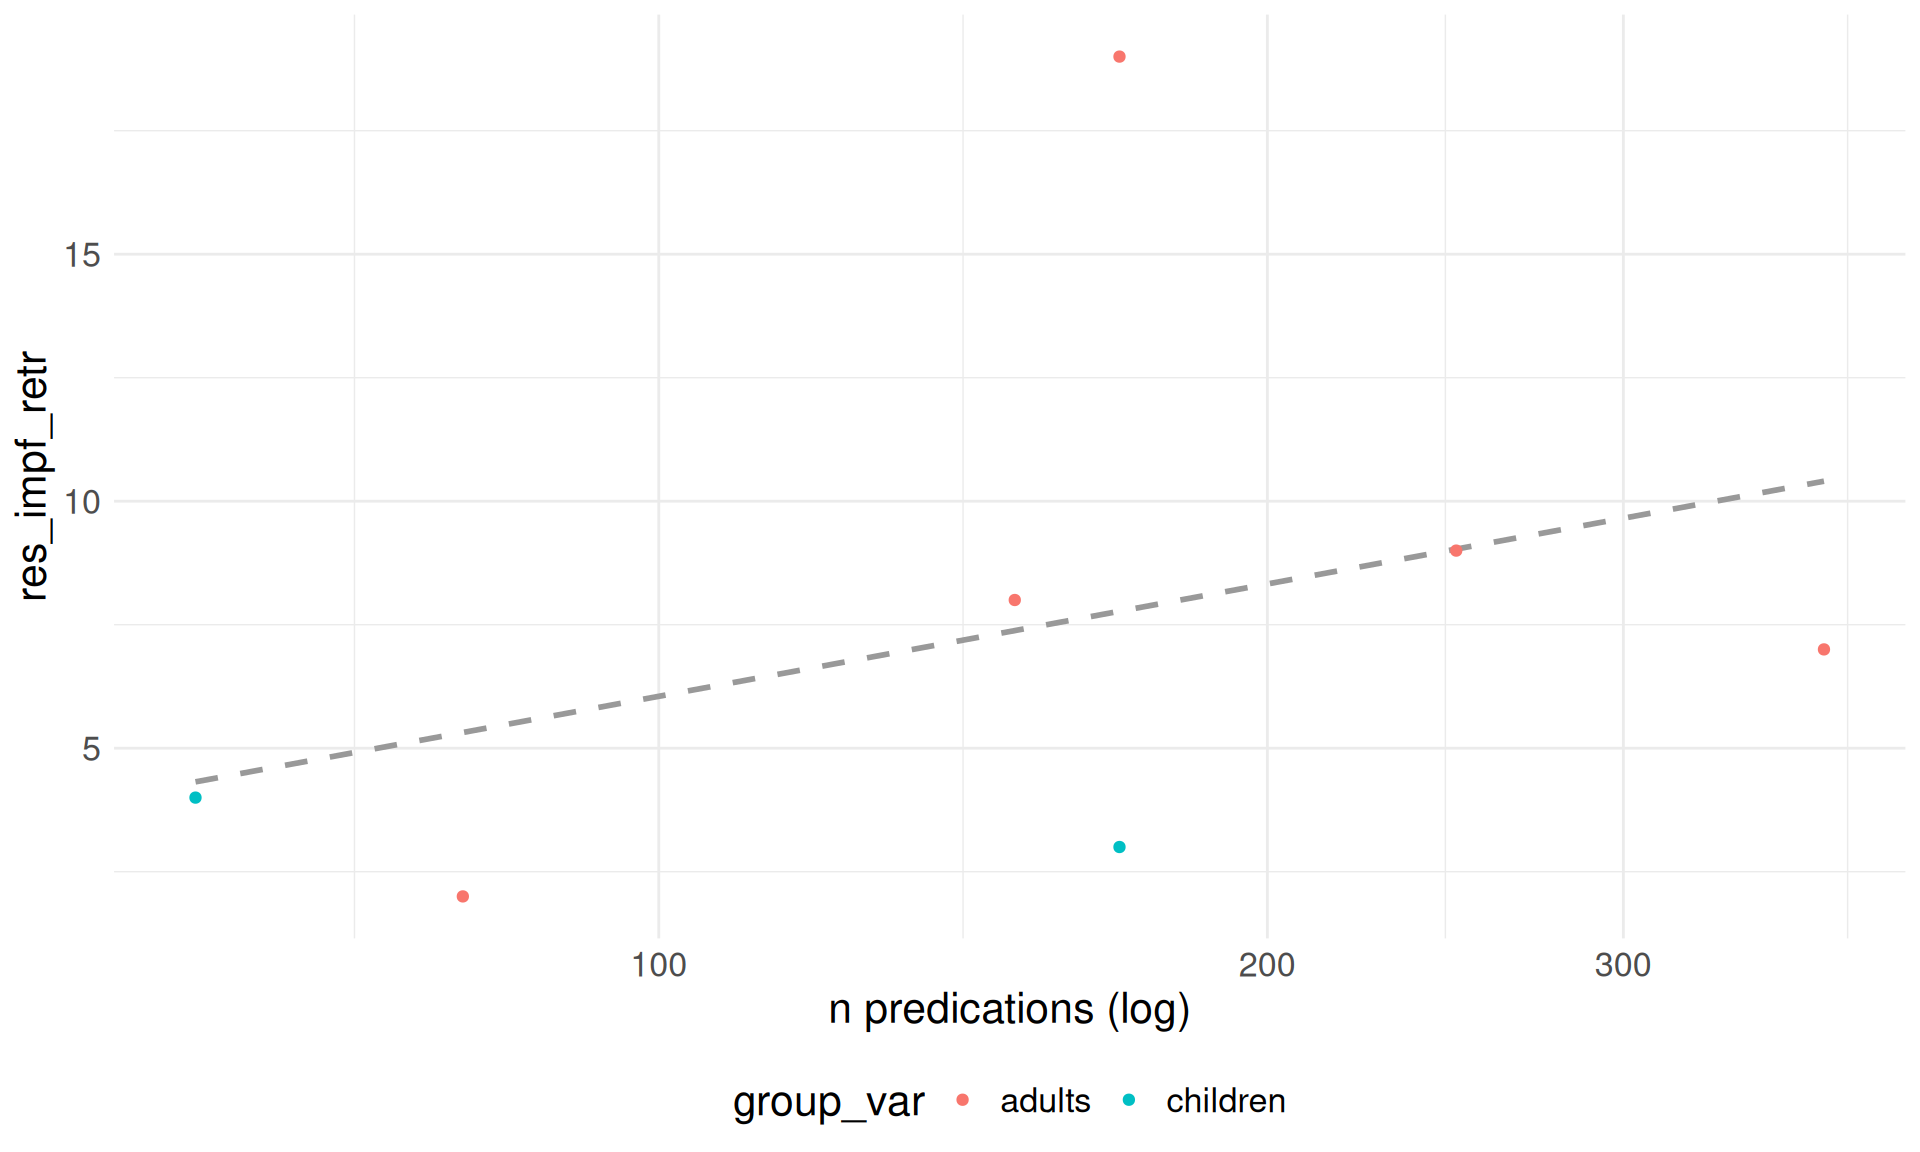 res_impf_retr
15
10
5
100 200 300
n predications (log)
group_var adults children